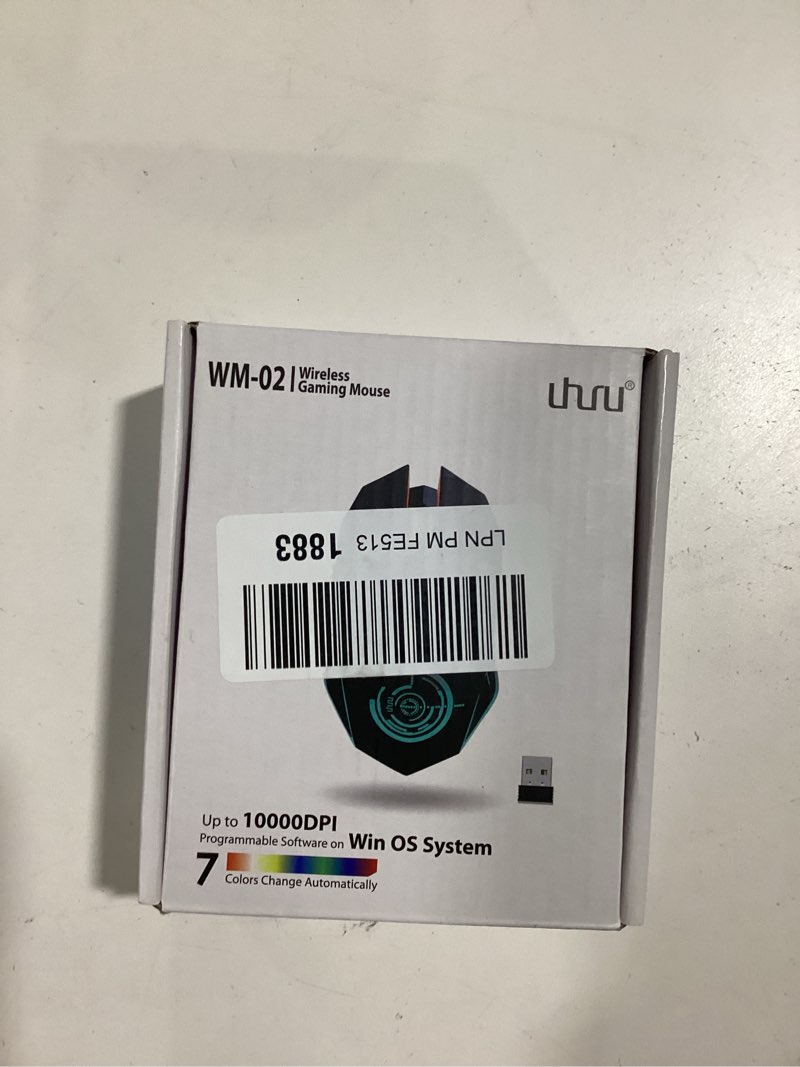 WM-02 | Wireless Gaming Mouse
uhuru®
LPN PM FE513 1883
Up to 10000DPI
Programmable Software on Win OS System
7 Colors Change Automatically